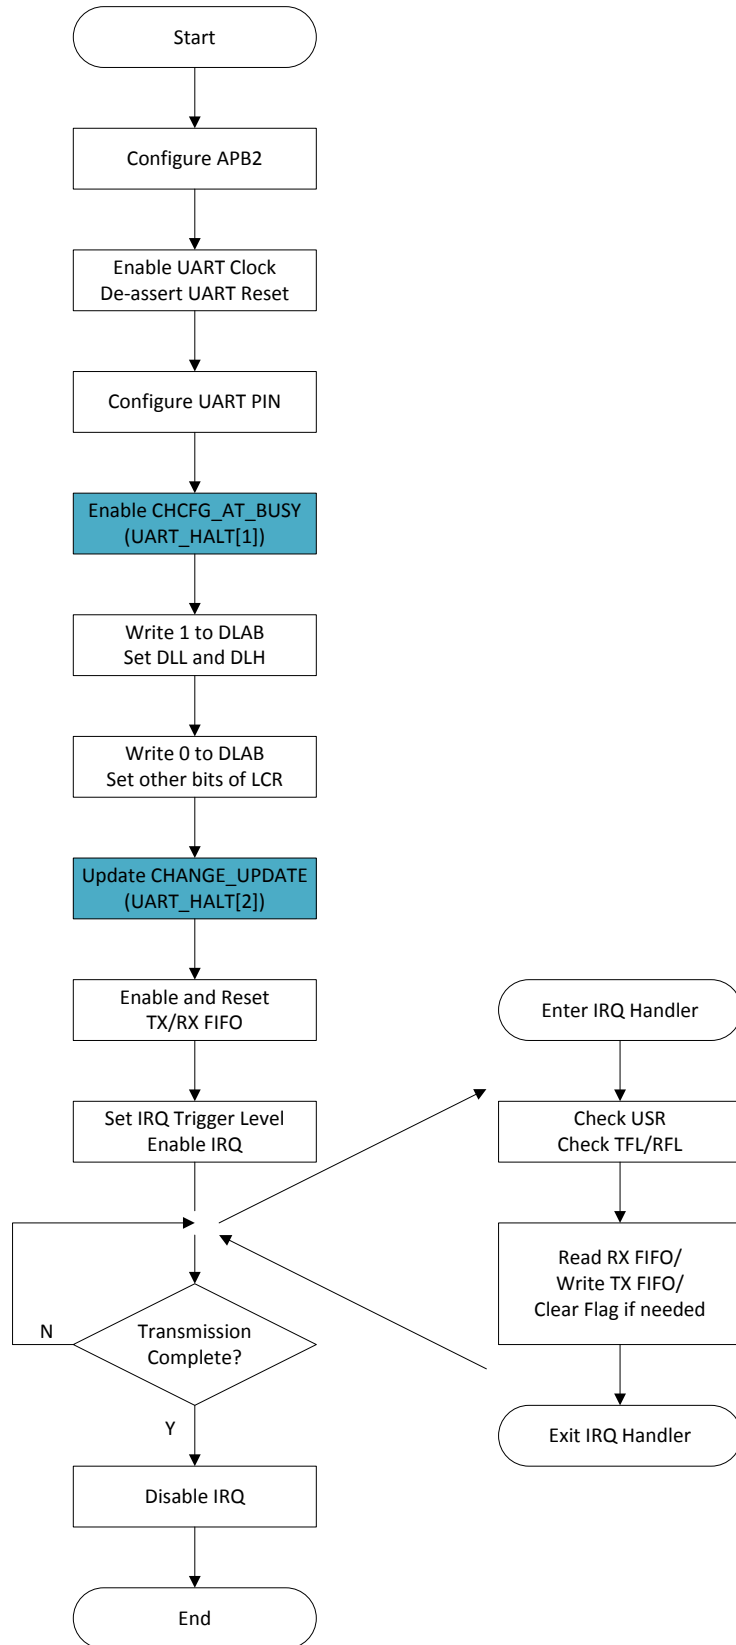 Start
Configure APB2
Enable UART Clock
De-assert UART Reset
Configure UART PIN
Enable CHCFG_AT_BUSY
(UART_HALT[1])
Write 1 to DLAB
Set DLL and DLH
Write 0 to DLAB
Set other bits of LCR
Update CHANGE_UPDATE
(UART_HALT[2])
Enable and Reset
TX/RX FIFO
Set IRQ Trigger Level
Enable IRQ
N
Transmission
Complete?
Y
Disable IRQ
End
Enter IRQ Handler
Check USR
Check TFL/RFL
Read RX FIFO/
Write TX FIFO/
Clear Flag if needed
Exit IRQ Handler